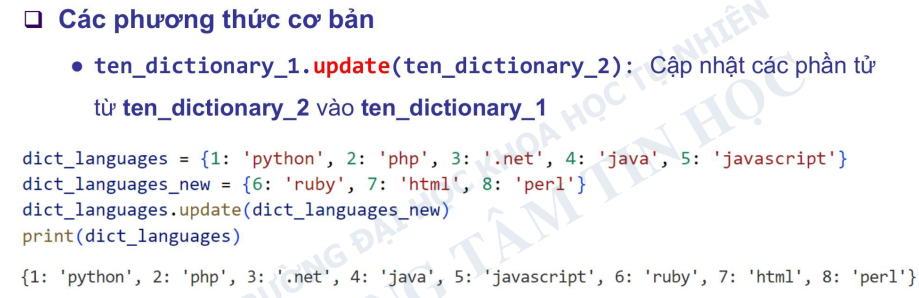 ❑ Các phương thức cơ bản
• ten_dictionary_1.update(ten_dictionary_2): Cập nhật các phần tử
từ ten_dictionary_2 vào ten_dictionary_1
dict_languages = {1: 'python', 2: 'php', 3: '.net', 4: 'java', 5: 'javascript'}
dict_languages_new = {6: 'ruby', 7: 'html', 8: 'perl'}
dict_languages.update(dict_languages_new)
print(dict_languages)
{1: 'python', 2: 'php', 3: '.net', 4: 'java', 5: 'javascript', 6: 'ruby', 7: 'html', 8: 'perl'}
ĐẠI HỌC KHOA HỌC TỰ NHIÊN
TÂM TIN HỌC